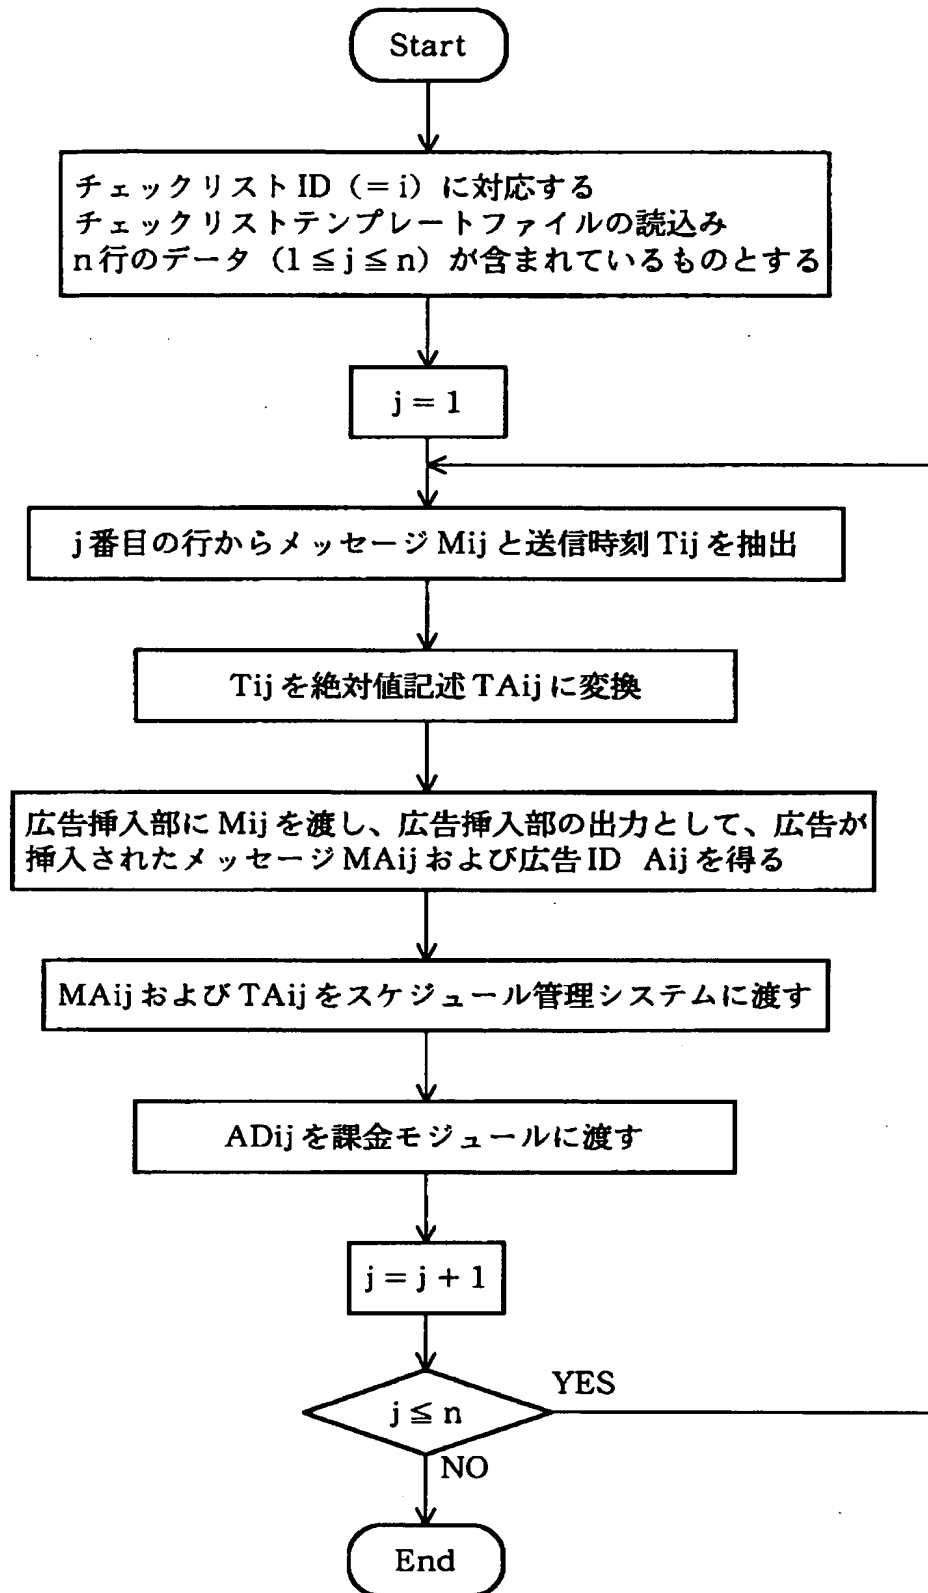 Start
チェックリストID（＝i）に対応する
チェックリストテンプレートファイルの読込み
n行のデータ（1≦j≦n）が含まれているものとする
j＝1
j番目の行からメッセージMijと送信時刻Tijを抽出
Tijを絶対値記述TAijに変換
広告挿入部にMijを渡し、広告挿入部の出力として、広告が
挿入されたメッセージMAijおよび広告ID Aijを得る
MAijおよびTAijをスケジュール管理システムに渡す
ADijを課金モジュールに渡す
j＝j＋1
j≦n
YES
NO
End